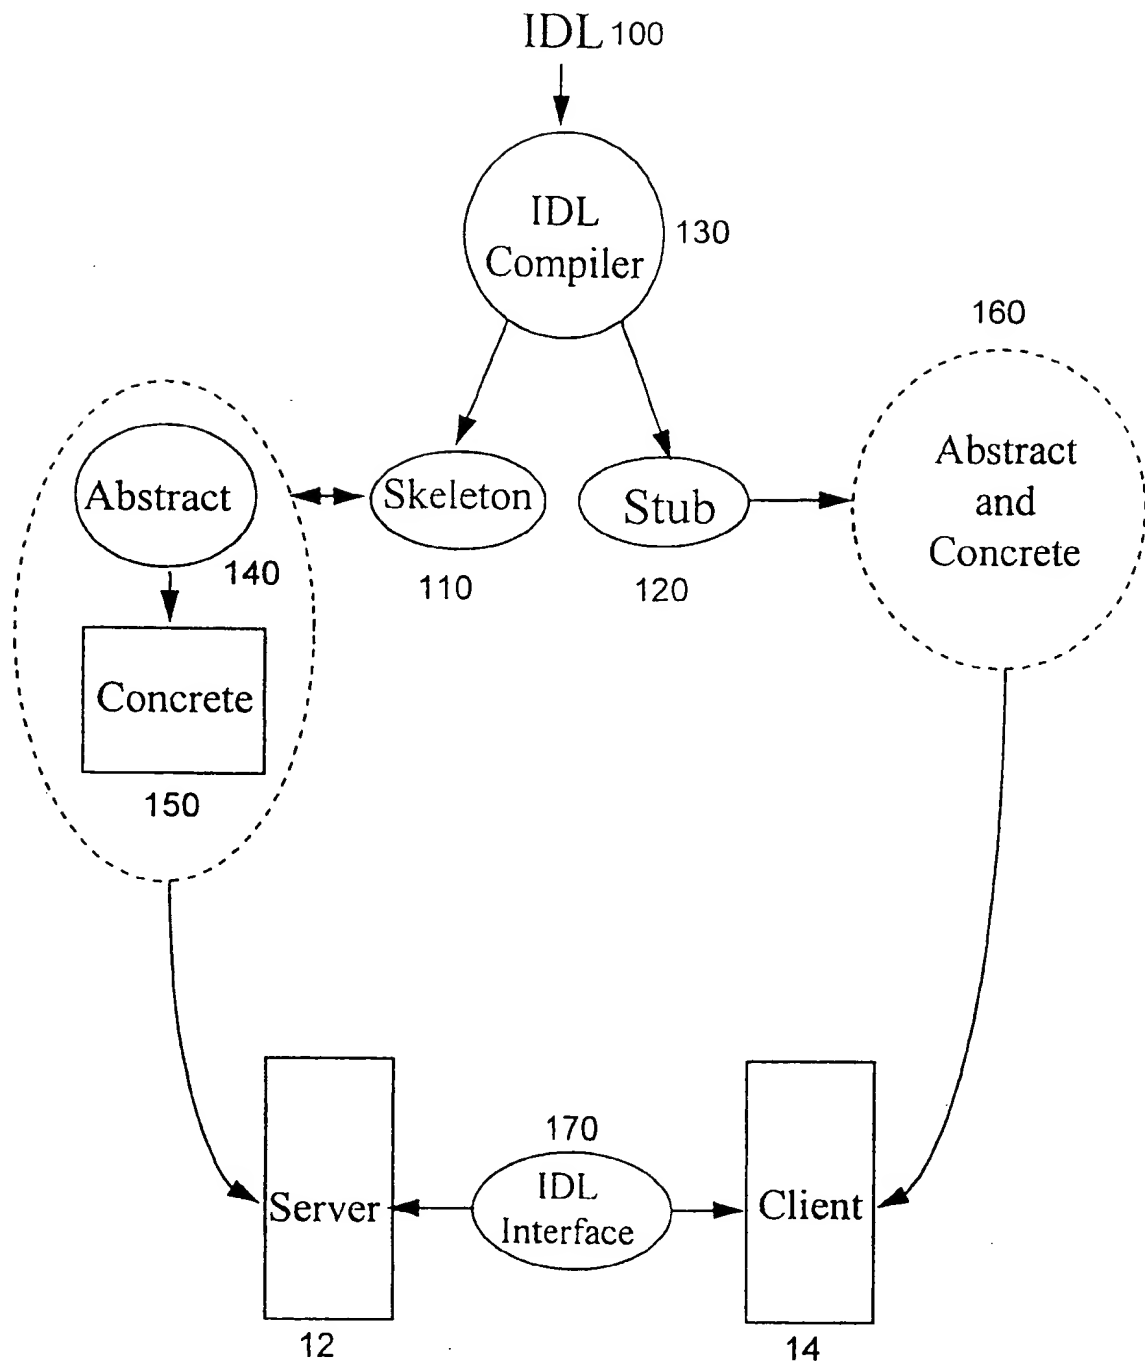 IDL 100
IDL
Compiler
130
160
Abstract
140
Skeleton
110
Stub
120
Abstract
and
Concrete
Concrete
150
170
IDL
Interface
Server
12
Client
14